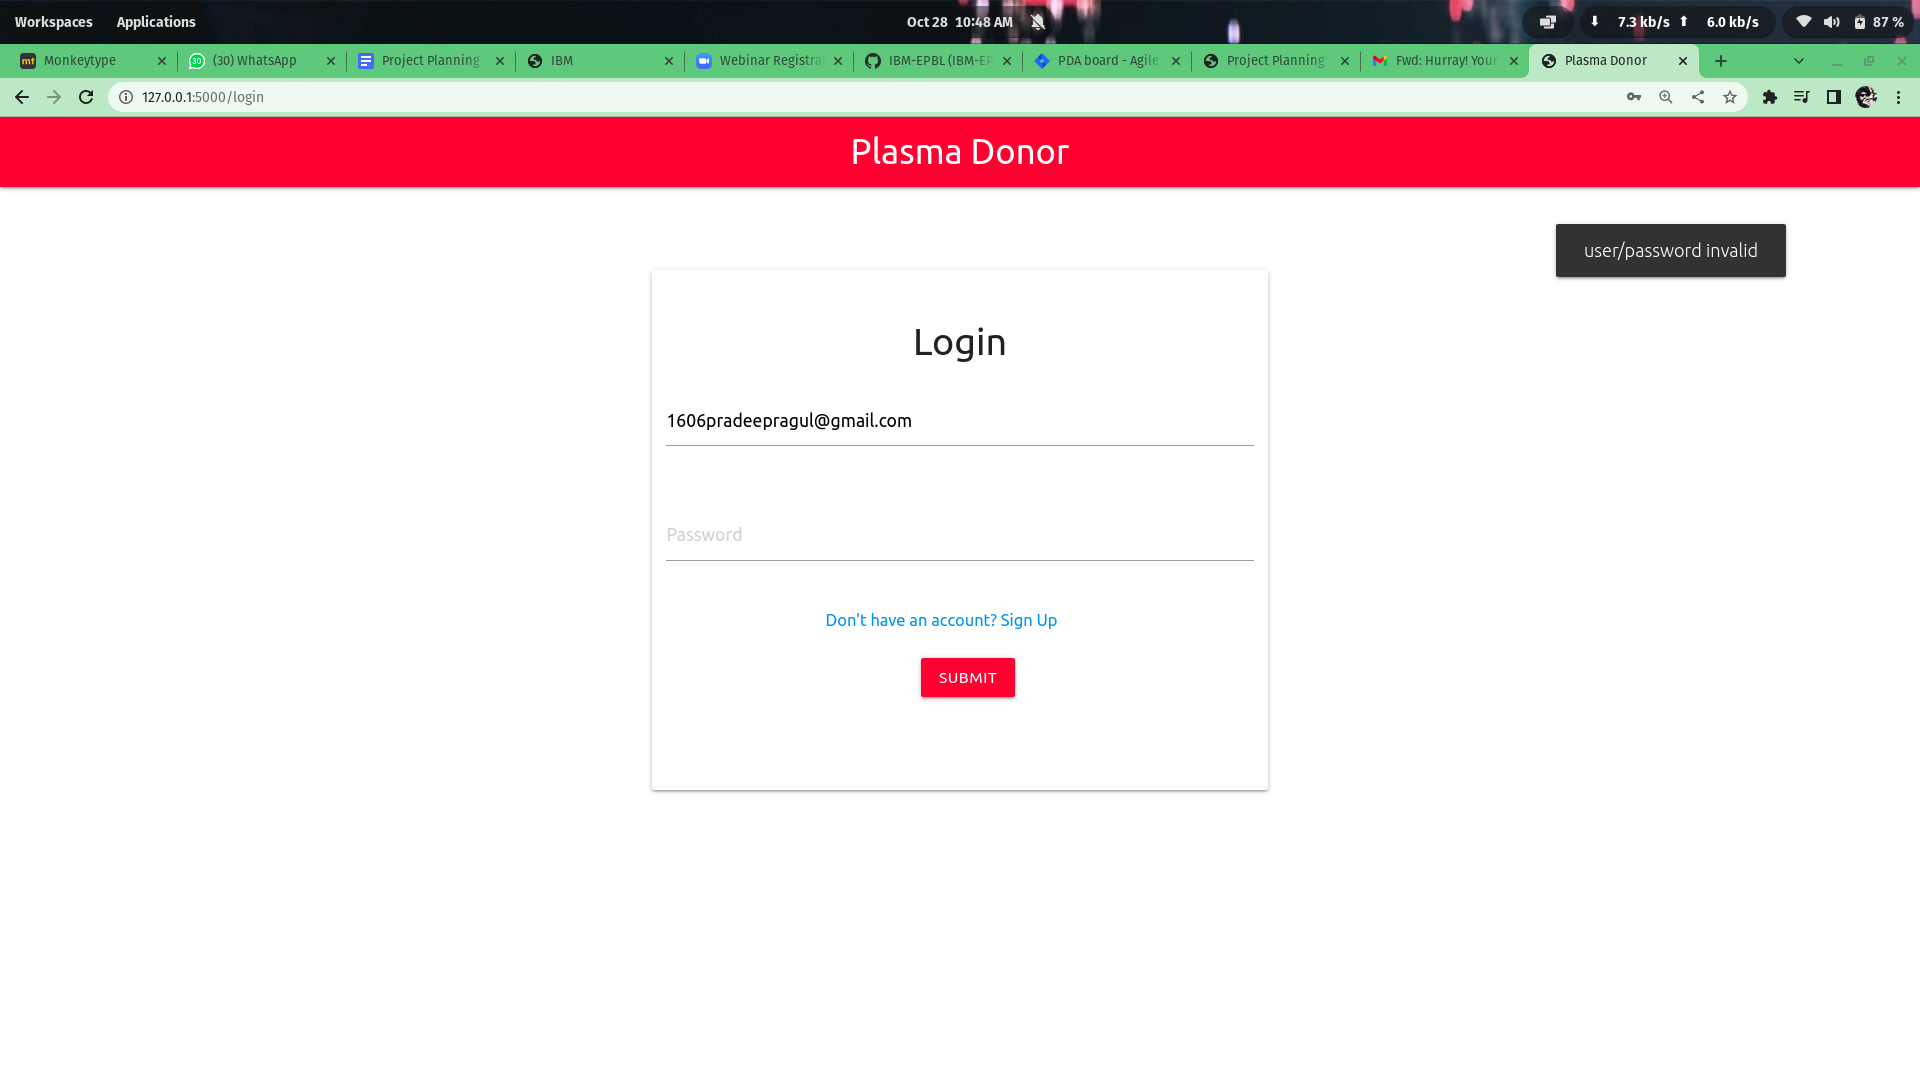 Workspaces Applications Oct 28 10:48 AM 7.3 kb/s 6.0 kb/s 87 %
mt Monkeytype 30 (30) WhatsApp Project Planning - IBM Webinar Registra IBM-EPBL (IBM-EP PDA board - Agile Project Planning - Fwd: Hurray! Your Plasma Donor
127.0.0.1:5000/login
Plasma Donor
user/password invalid
Login
1606pradeepragul@gmail.com
Password
Don't have an account? Sign Up
SUBMIT